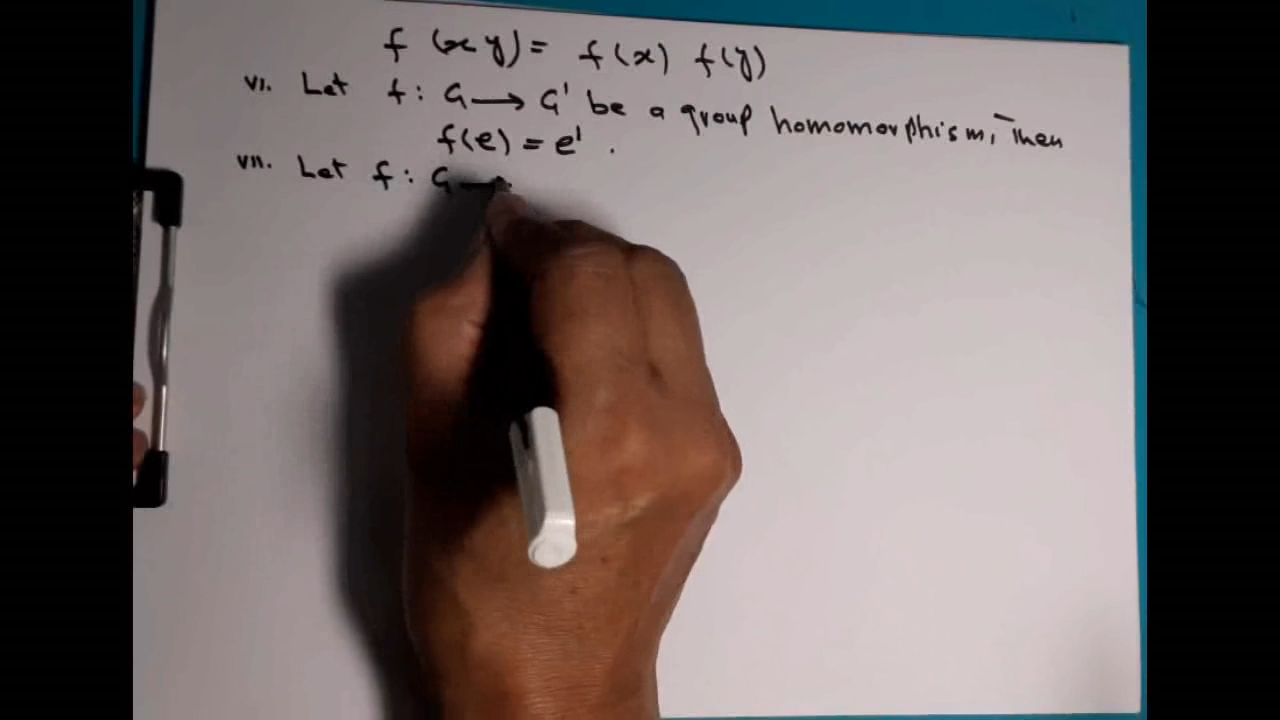 f (xy) = f(x) f(y)
VI. Let f: G ⟶ G' be a group homomorphism, Then
f(e) = e' .
VII. Let f: G ⟶